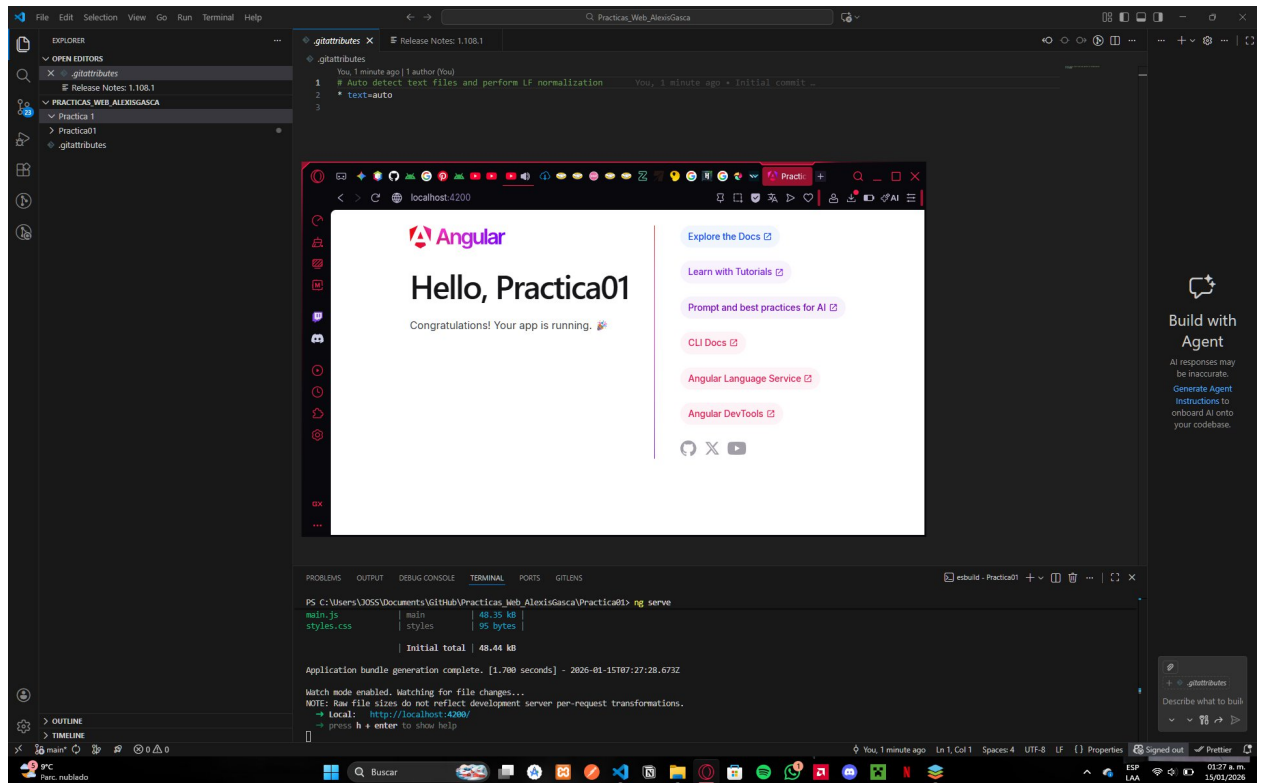 File Edit Selection View Go Run Terminal Help
Practicas_Web_AlexisGasca
EXPLORER
OPEN EDITORS
.gitattributes
Release Notes: 1.108.1
PRACTICAS_WEB_ALEXISGASCA
Practica 1
Practica01
.gitattributes
23
.gitattributes
Release Notes: 1.108.1
.gitattributes
You, 1 minute ago | 1 author (You)
1 # Auto detect text files and perform LF normalization You, 1 minute ago • Initial commit …
2 * text=auto
3
Practic
localhost:4200
AI
Angular
Hello, Practica01
Congratulations! Your app is running. 🎉
Explore the Docs
Learn with Tutorials
Prompt and best practices for AI
CLI Docs
Angular Language Service
Angular DevTools
Build with
Agent
AI responses may
be inaccurate.
Generate Agent
Instructions to
onboard AI onto
your codebase.
PROBLEMS OUTPUT DEBUG CONSOLE TERMINAL PORTS GITLENS
esbuild - Practica01
PS C:\Users\JOSS\Documents\GitHub\Practicas_Web_AlexisGasca\Practica01> ng serve
main.js | main | 48.35 kB |
styles.css | styles | 95 bytes |
| Initial total | 48.44 kB
Application bundle generation complete. [1.700 seconds] - 2026-01-15T07:27:28.673Z
Watch mode enabled. Watching for file changes...
NOTE: Raw file sizes do not reflect development server per-request transformations.
➜ Local: http://localhost:4200/
➜ press h + enter to show help
.gitattributes
Describe what to buil
OUTLINE
TIMELINE
main* 0 0
You, 1 minute ago Ln 1, Col 1 Spaces: 4 UTF-8 LF {} Properties Signed out Prettier
5
9°C
Parc. nublado
Buscar
ESP
LAA
01:27 a. m.
15/01/2026